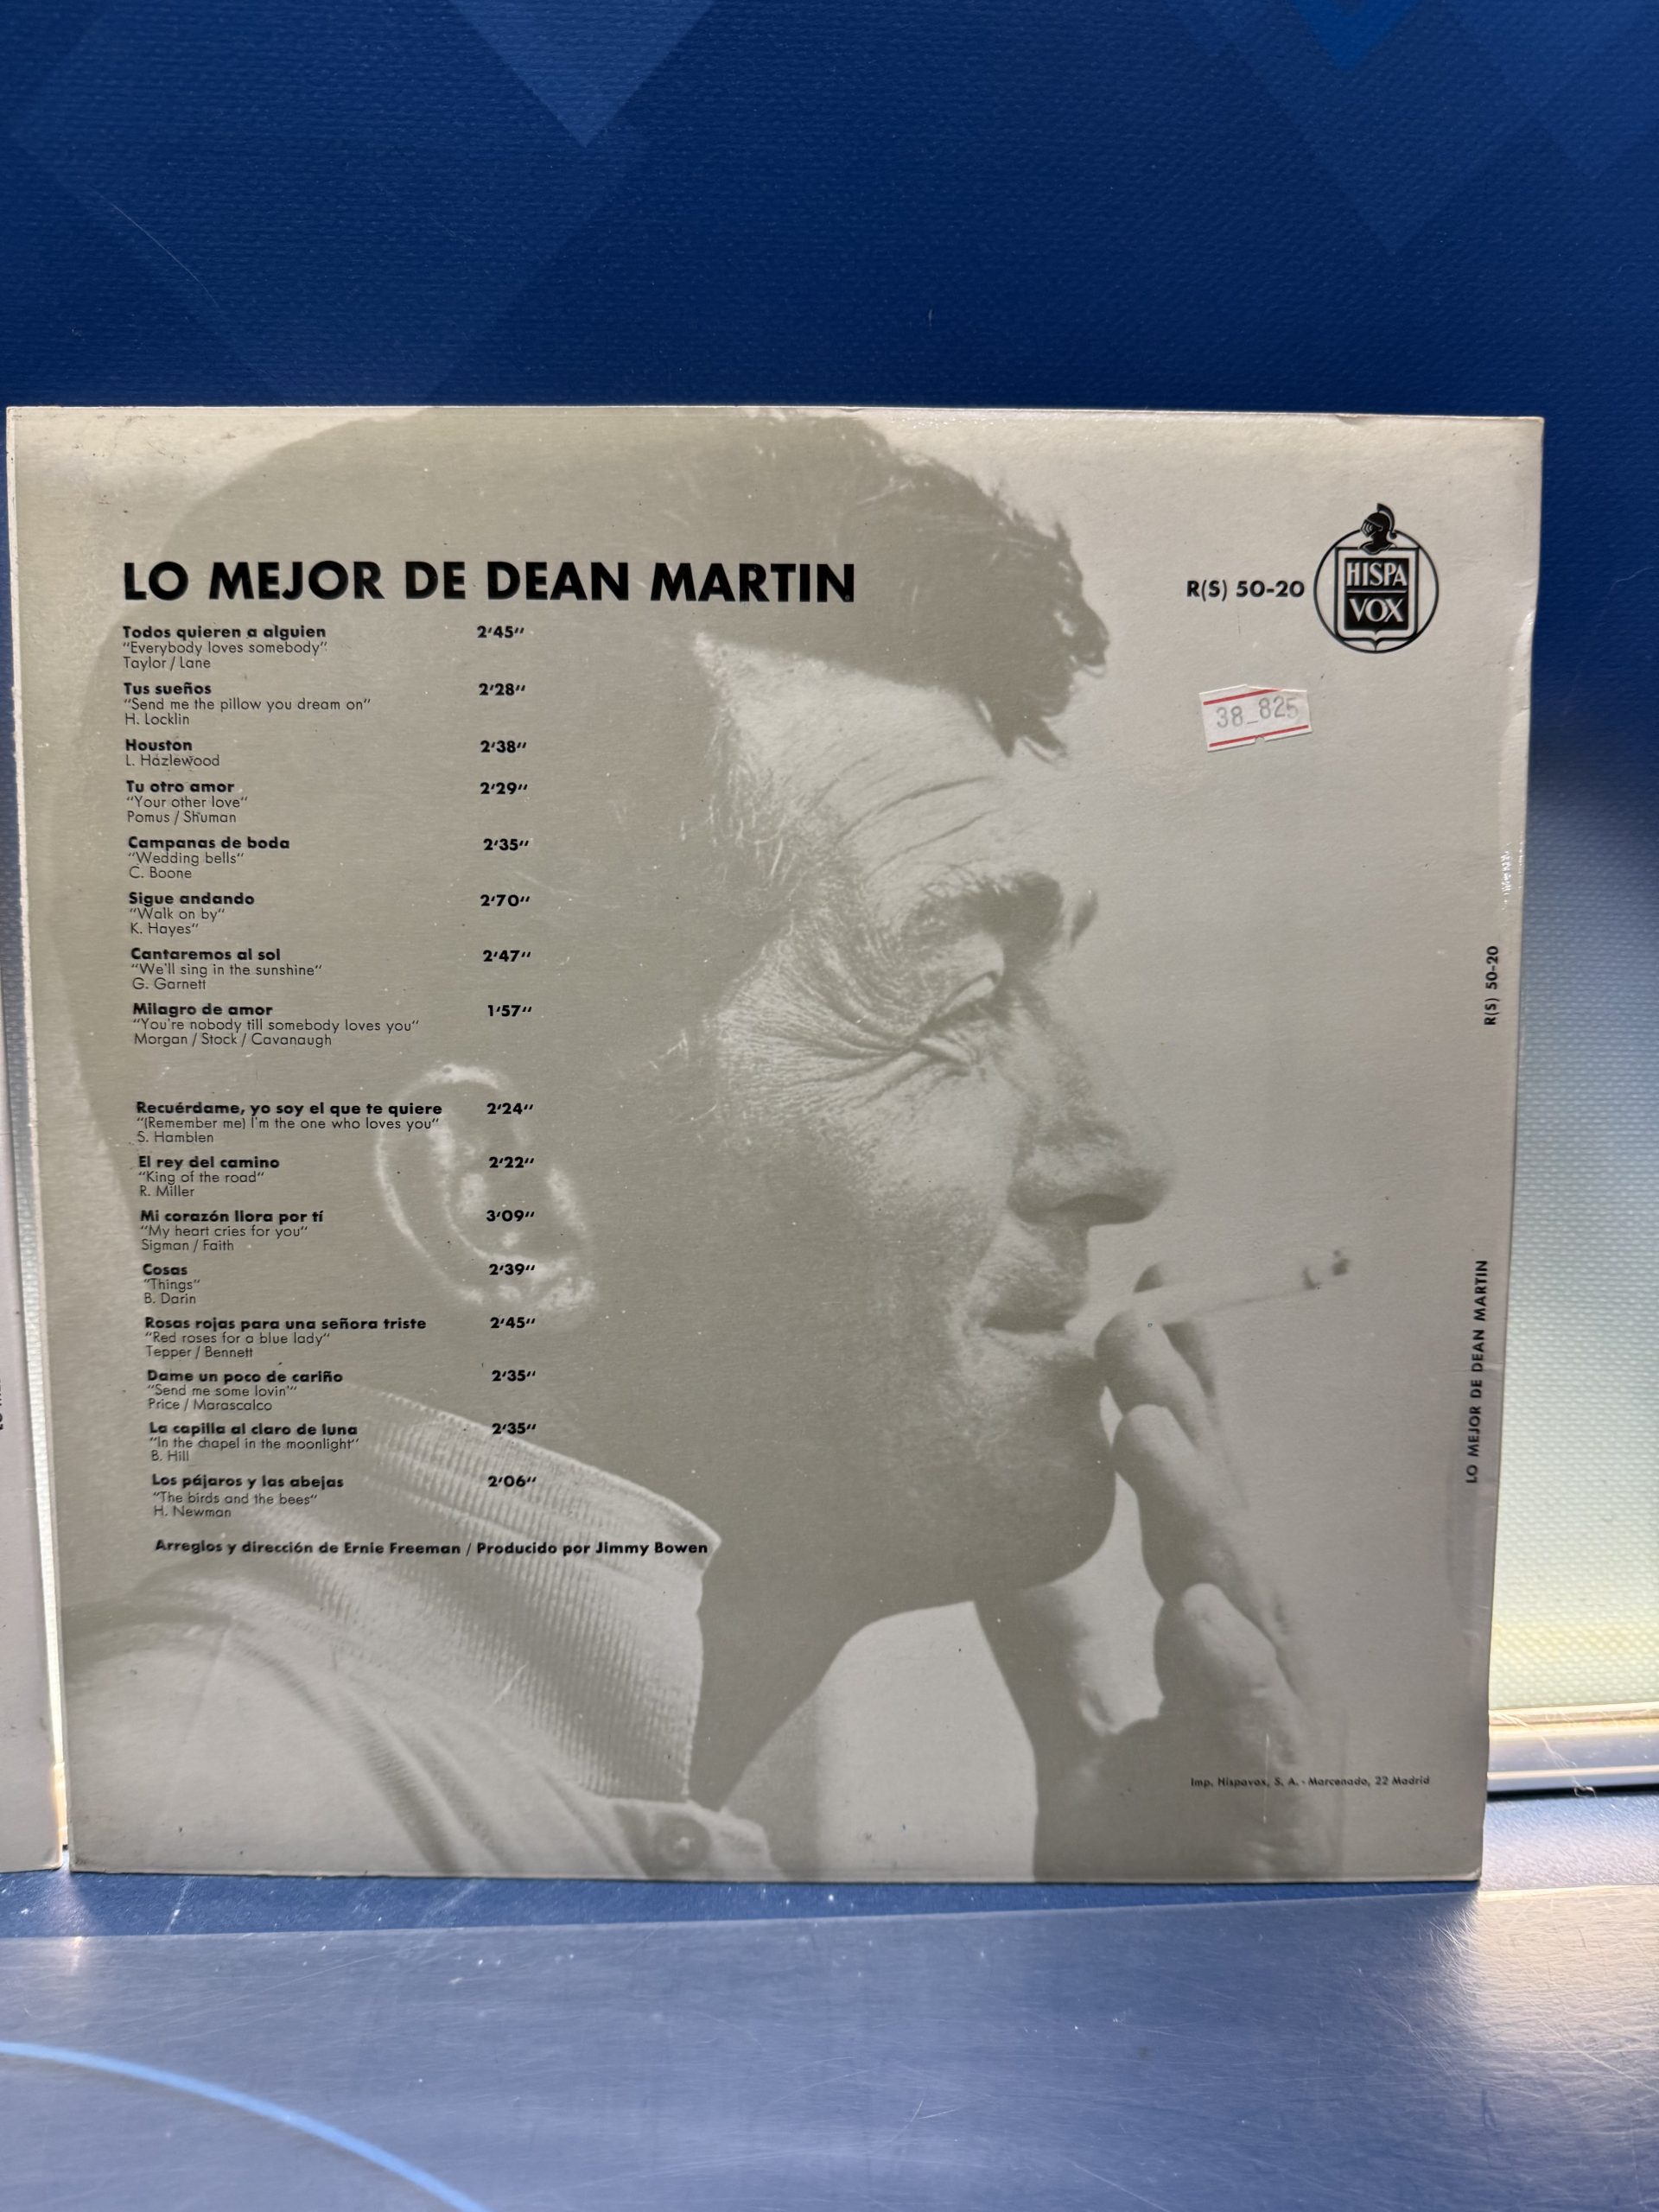 LO MEJOR DE DEAN MARTIN
R(S) 50-20
HISPA
VOX
38_825
Todos quieren a alguien 2'45''
"Everybody loves somebody"
Taylor / Lane
Tus sueños 2'28''
"Send me the pillow you dream on"
H. Locklin
Houston 2'38''
L. Házlewood
Tu otro amor 2'29''
"Your other love"
Pomus / Shuman
Campanas de boda 2'35''
"Wedding bells"
C. Boone
Sigue andando 2'70''
"Walk on by"
K. Hayes"
Cantaremos al sol 2'47''
"We'll sing in the sunshine"
G. Garnett
Milagro de amor 1'57''
"You're nobody till somebody loves you"
Morgan / Stock / Cavanaugh
Recuérdame, yo soy el que te quiere 2'24''
"(Remember me) I'm the one who loves you"
S. Hamblen
El rey del camino 2'22''
"King of the road"
R. Miller
Mi corazón llora por tí 3'09''
"My heart cries for you"
Sigman / Faith
Cosas 2'39''
"Things"
B. Darin
Rosas rojas para una señora triste 2'45''
"Red roses for a blue lady"
Tepper / Bennett
Dame un poco de cariño 2'35''
"Send me some lovin'"
Price / Marascalco
La capilla al claro de luna 2'35''
"In the chapel in the moonlight"
B. Hill
Los pájaros y las abejas 2'06''
"The birds and the bees"
H. Newman
Arreglos y dirección de Ernie Freeman / Producido por Jimmy Bowen
Imp. Hispavox, S. A. - Marcenado, 22 Madrid
LO MEJOR DE DEAN MARTIN
R(S) 50-20